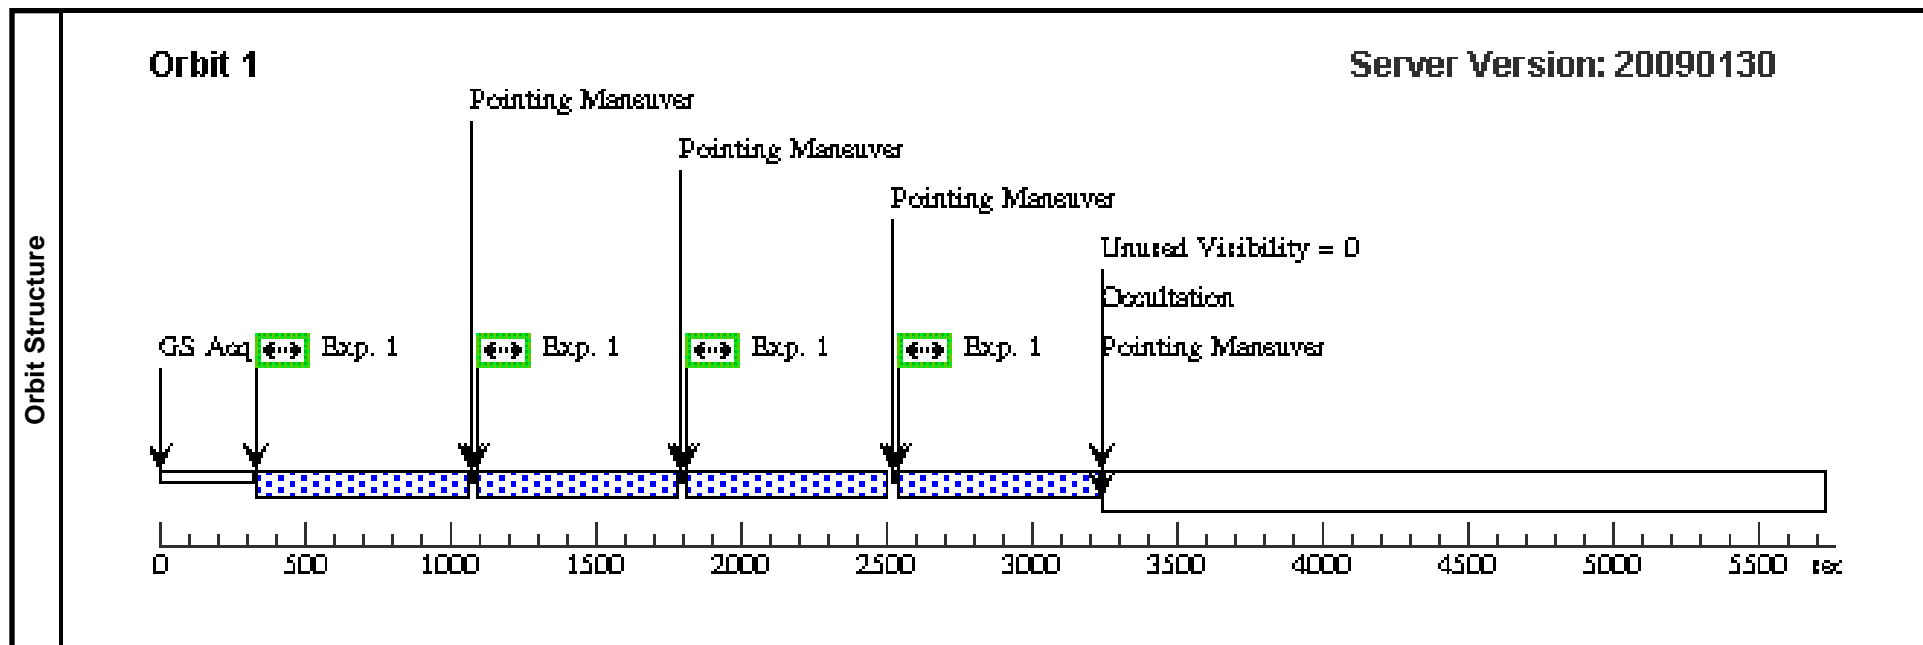 Orbit Structure
Orbit 1
Server Version: 20090130
Pointing Maneuver
Pointing Maneuver
Pointing Maneuver
Unused Visibility = 0
Occultation
GS Acq
Exp. 1
Exp. 1
Exp. 1
Exp. 1
Pointing Maneuver
0 500 1000 1500 2000 2500 3000 3500 4000 4500 5000 5500 sec